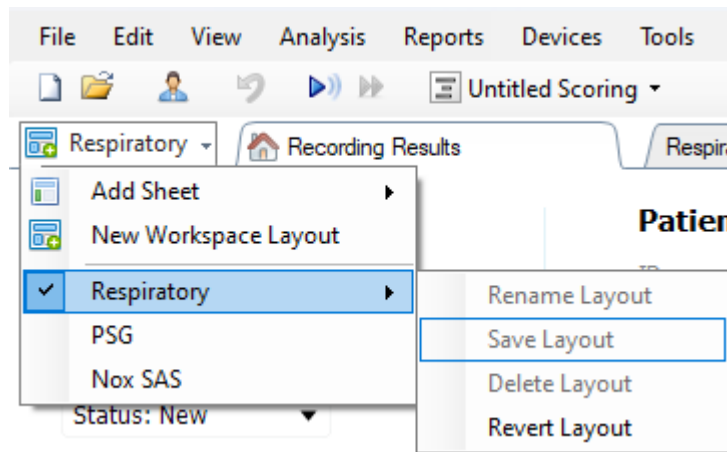 File Edit View Analysis Reports Devices Tools
Untitled Scoring
Respiratory Recording Results
Add Sheet
New Workspace Layout
Respiratory
PSG
Nox SAS
Rename Layout
Save Layout
Delete Layout
Revert Layout
Status: New